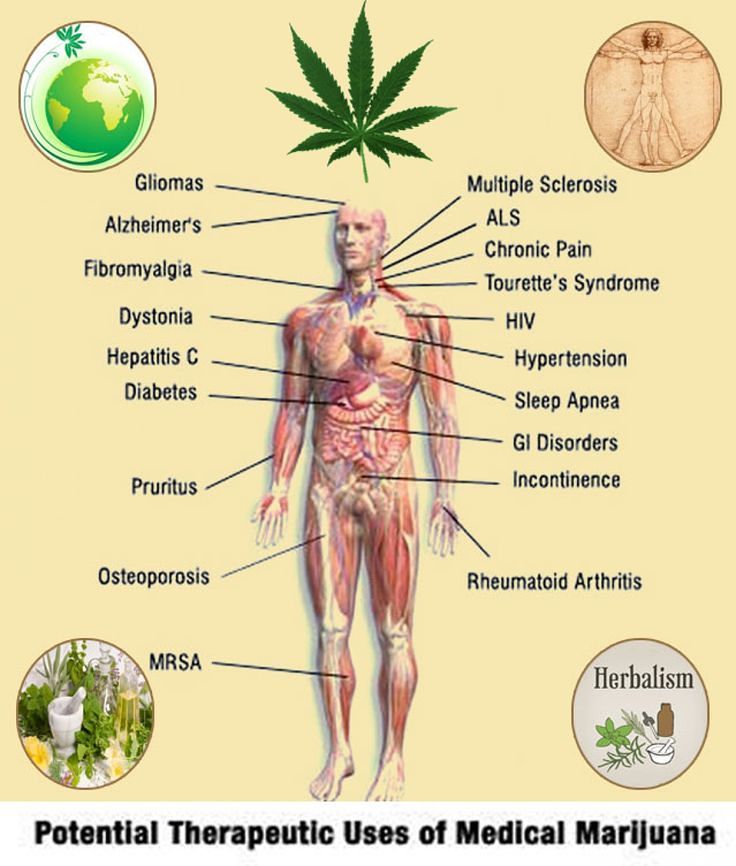 Gliomas
Alzheimer's
Fibromyalgia
Dystonia
Hepatitis C
Diabetes
Pruritus
Osteoporosis
MRSA
Multiple Sclerosis
ALS
Chronic Pain
Tourette's Syndrome
HIV
Hypertension
Sleep Apnea
GI Disorders
Incontinence
Rheumatoid Arthritis
Herbalism
Potential Therapeutic Uses of Medical Marijuana